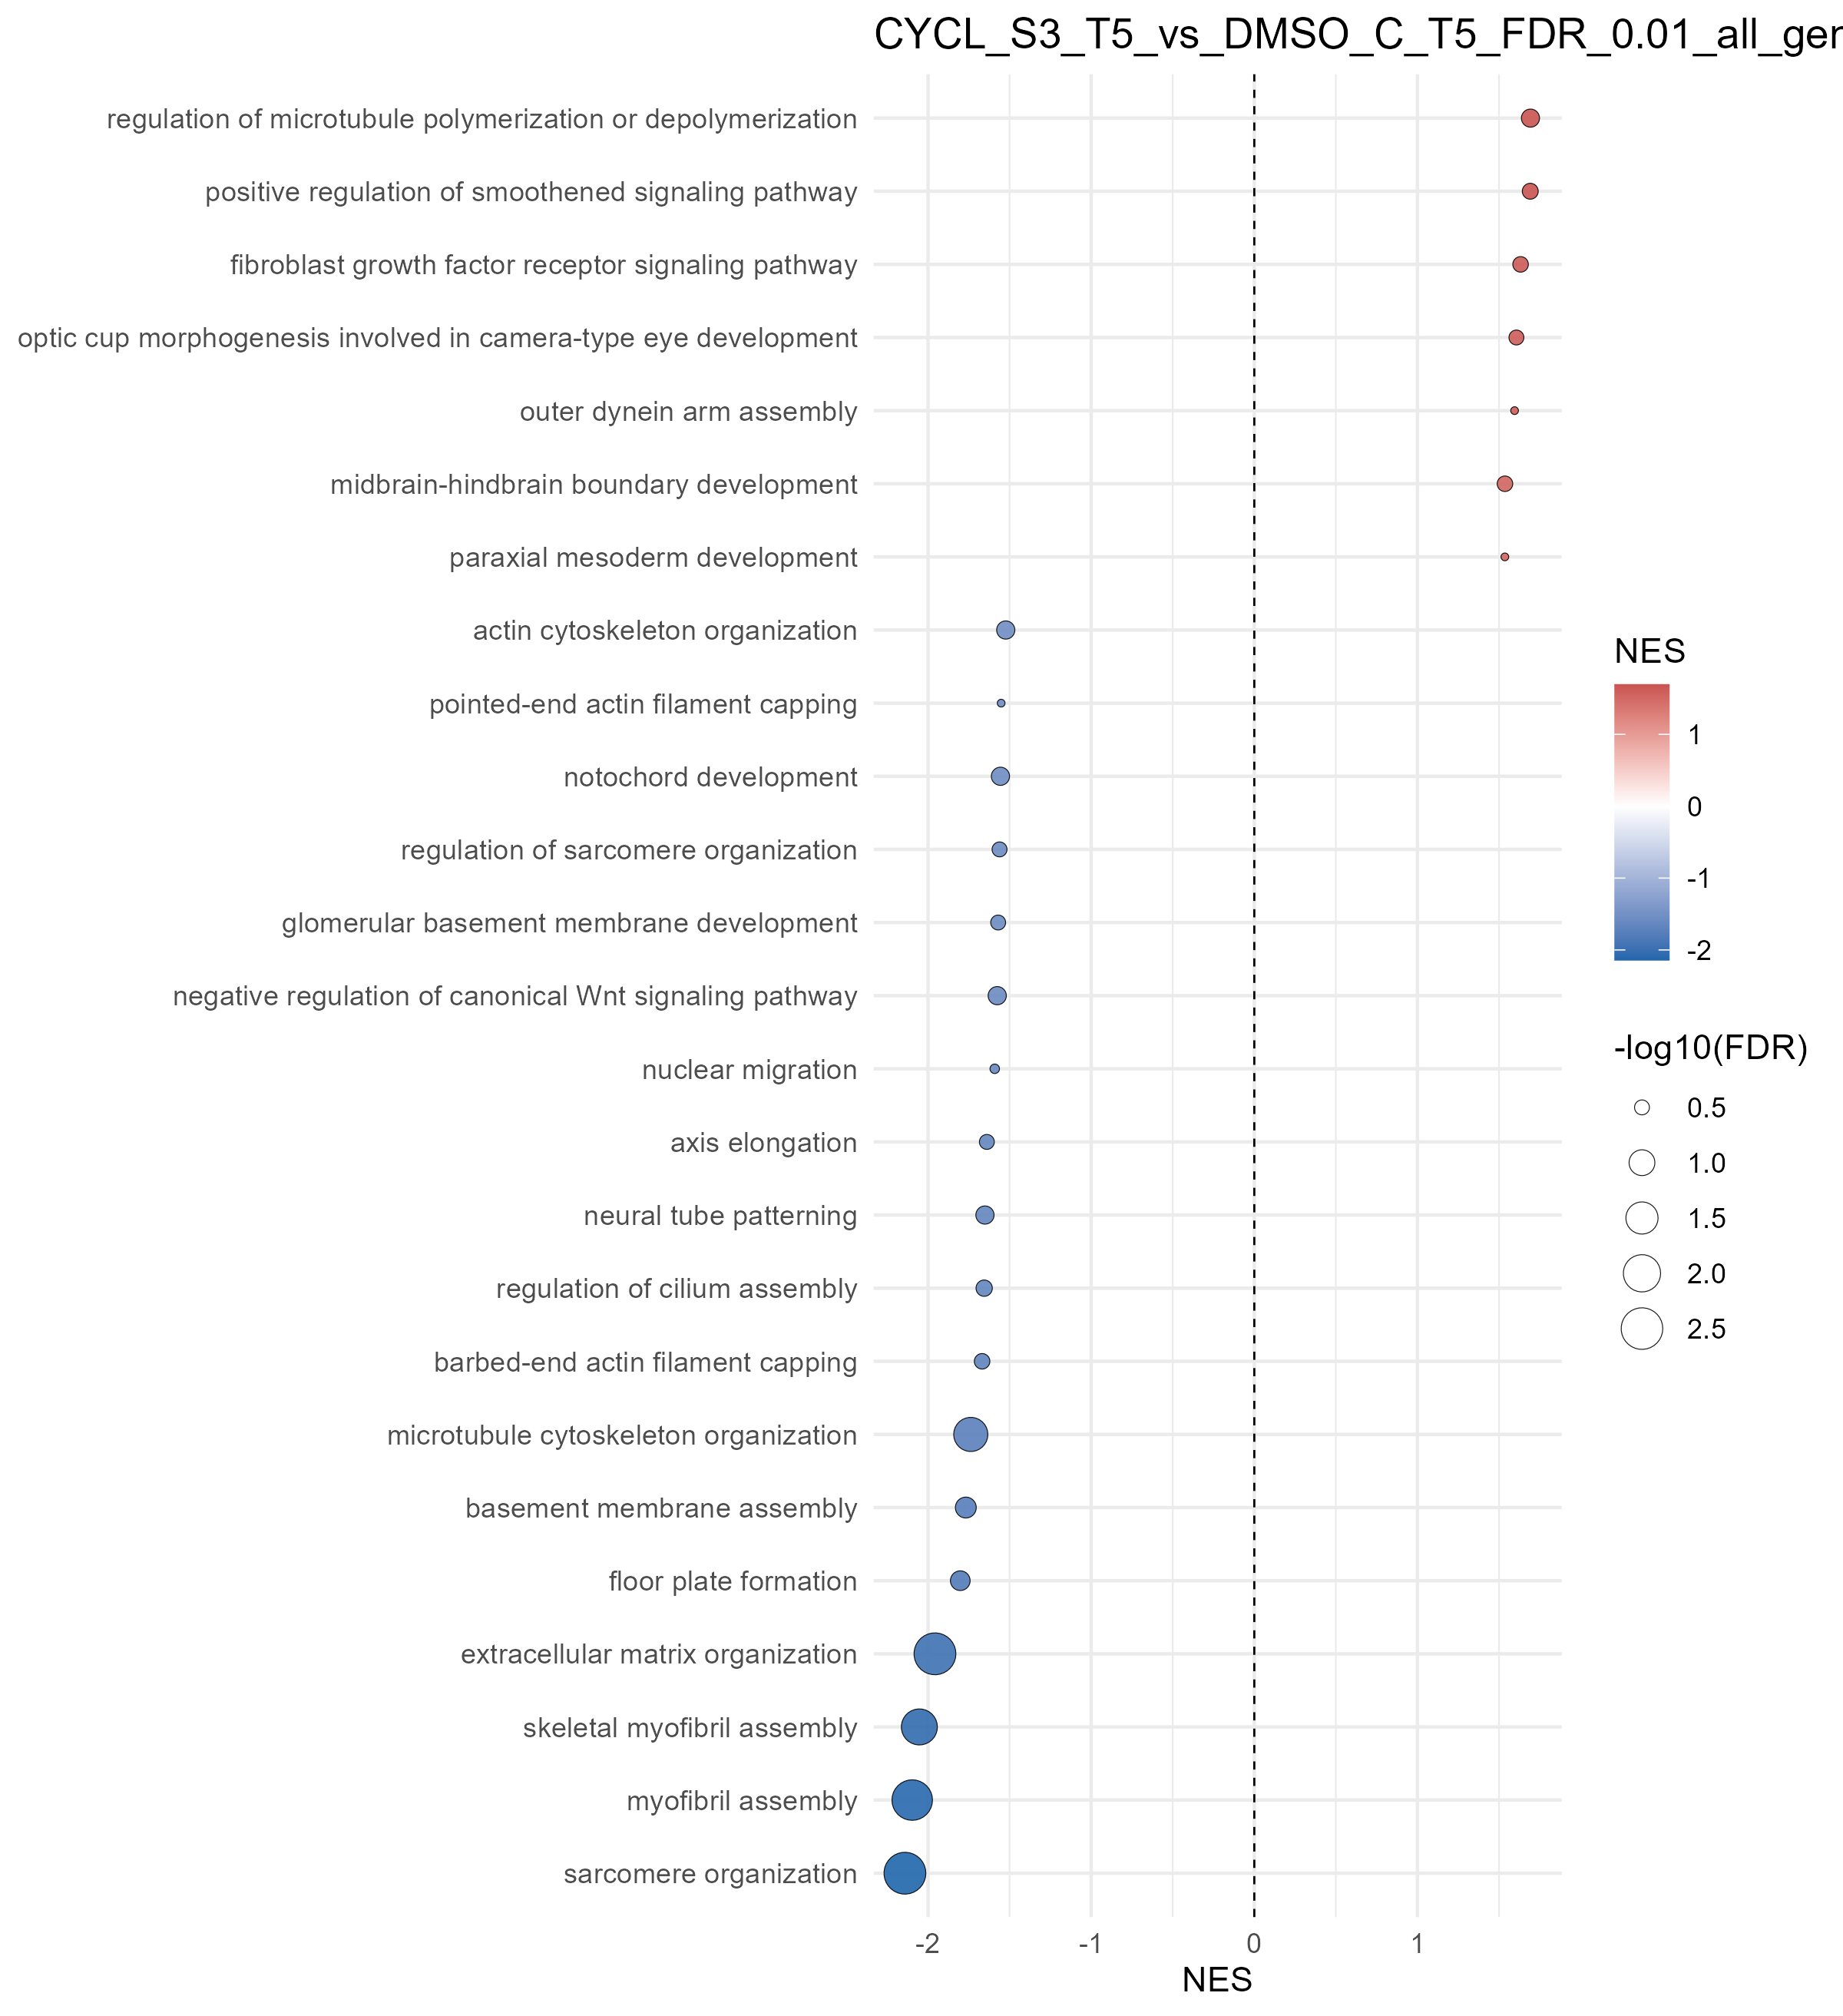 CYCL_S3_T5_vs_DMSO_C_T5_FDR_0.01_all_ger
regulation of microtubule polymerization or depolymerization
positive regulation of smoothened signaling pathway
fibroblast growth factor receptor signaling pathway
optic cup morphogenesis involved in camera-type eye development
outer dynein arm assembly
midbrain-hindbrain boundary development
paraxial mesoderm development
actin cytoskeleton organization
pointed-end actin filament capping
notochord development
regulation of sarcomere organization
glomerular basement membrane development
negative regulation of canonical Wnt signaling pathway
nuclear migration
axis elongation
neural tube patterning
regulation of cilium assembly
barbed-end actin filament capping
microtubule cytoskeleton organization
basement membrane assembly
floor plate formation
extracellular matrix organization
skeletal myofibril assembly
myofibril assembly
sarcomere organization
-2 -1 0 1
NES
NES
1
0
-1
-2
-log10(FDR)
0.5
1.0
1.5
2.0
2.5